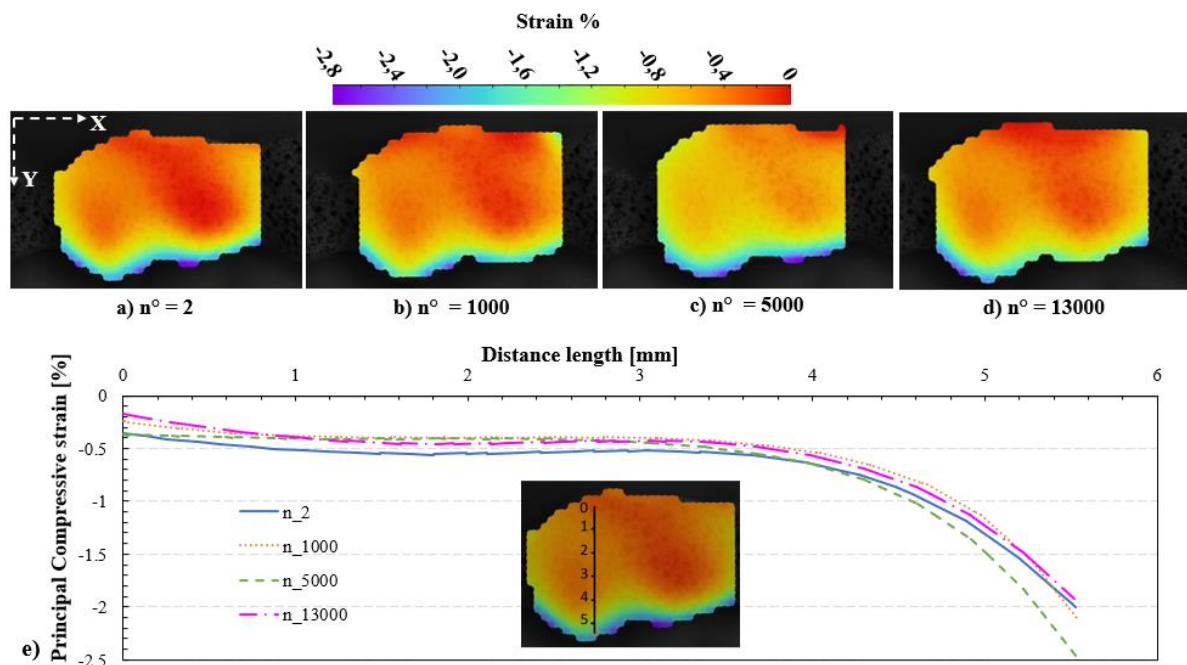 Strain %
-2,8 -2,4 -2,0 -1,6 -1,2 -0,8 -0,4 0
X
Y
a) n° = 2
b) n° = 1000
c) n° = 5000
d) n° = 13000
Distance length [mm]
0 1 2 3 4 5 6
Principal Compressive strain [%]
0
-0.5
-1
-1.5
-2
-2.5
n_2
n_1000
n_5000
n_13000
0
1
2
3
4
5
e)